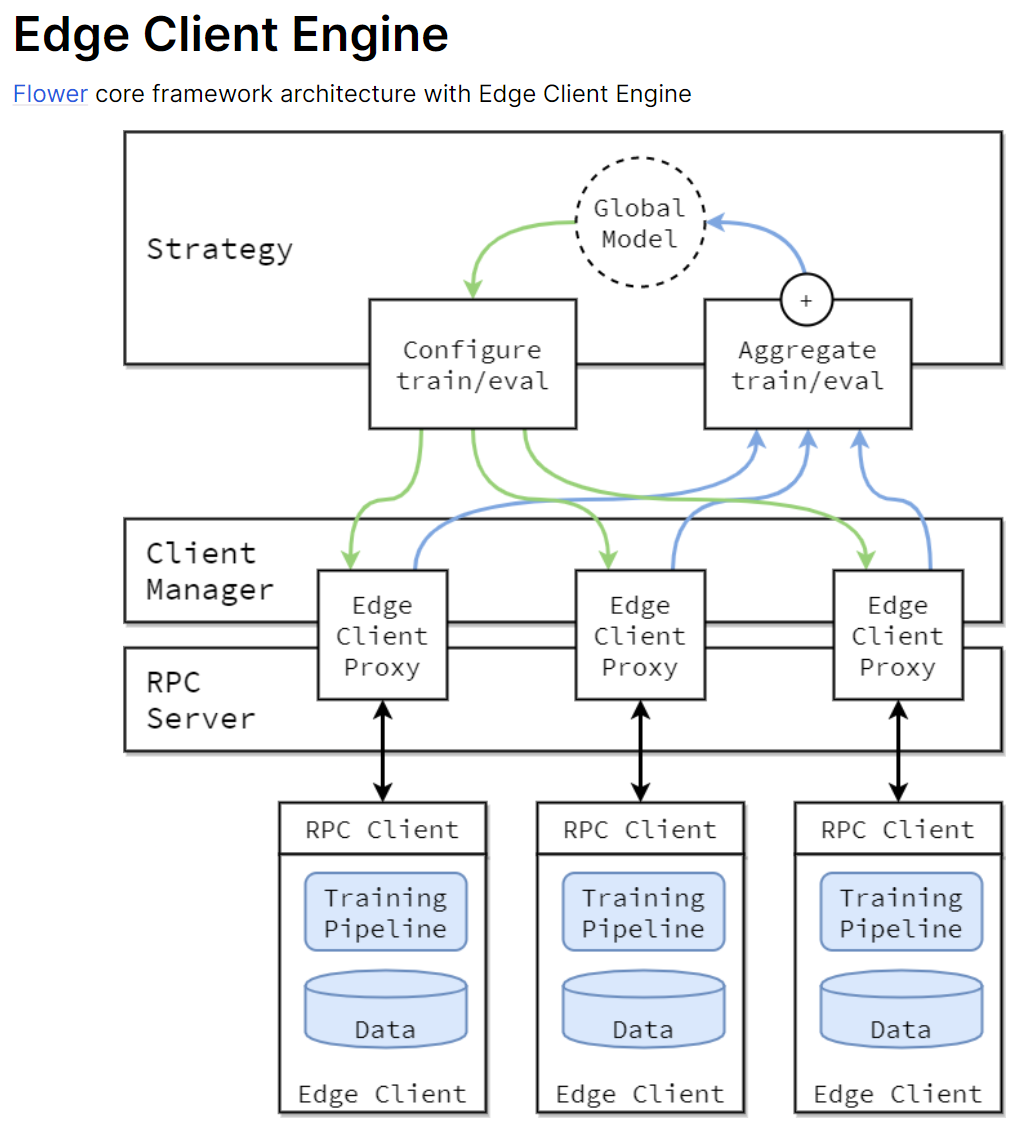 Edge Client Engine
Flower core framework architecture with Edge Client Engine
Global
Model
Strategy
+
Configure
train/eval
Aggregate
train/eval
Client
Manager
Edge
Client
Proxy
Edge
Client
Proxy
Edge
Client
Proxy
RPC
Server
RPC Client
Training
Pipeline
Data
Edge Client
RPC Client
Training
Pipeline
Data
Edge Client
RPC Client
Training
Pipeline
Data
Edge Client